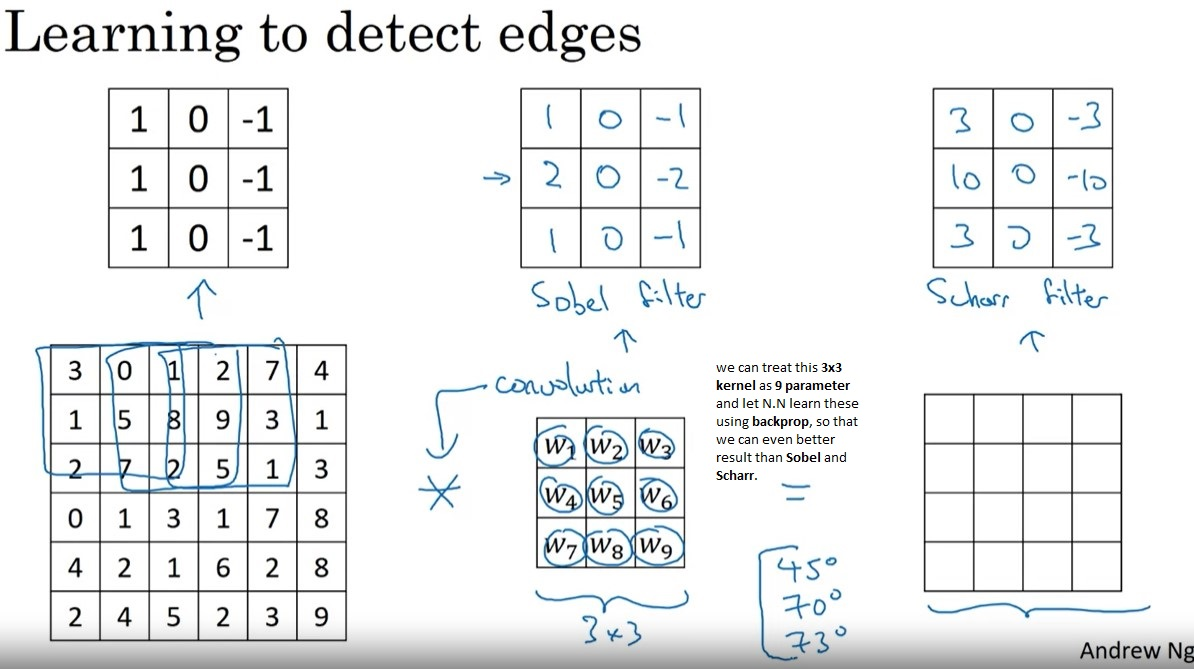 Learning to detect edges
1 0 -1
1 0 -1
1 0 -1
1 0 -1
→ 2 0 -2
1 0 -1
Sobel filter
3 0 -3
10 0 -10
3 0 -3
Scharr filter
3 0 1 2 7 4
1 5 8 9 3 1
2 7 2 5 1 3
0 1 3 1 7 8
4 2 1 6 2 8
2 4 5 2 3 9
convolution
*
w1 w2 w3
w4 w5 w6
w7 w8 w9
3x3
we can treat this 3x3
kernel as 9 parameter
and let N.N learn these
using backprop, so that
we can even better
result than Sobel and
Scharr.
=
45°
70°
73°
Andrew Ng